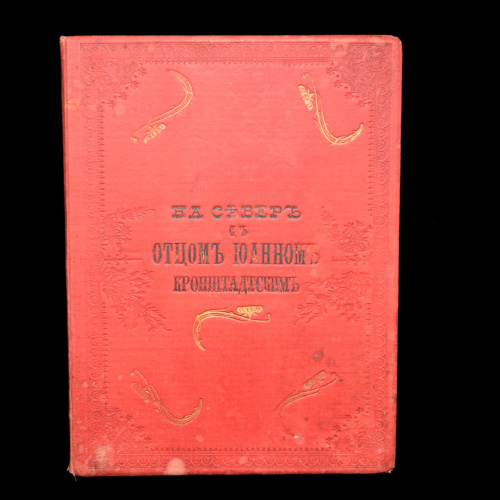 НА СѢВЕРЪ
СЪ
ОТЦОМЪ ІОАННОМЪ
КРОНШТАДТСКИМЪ